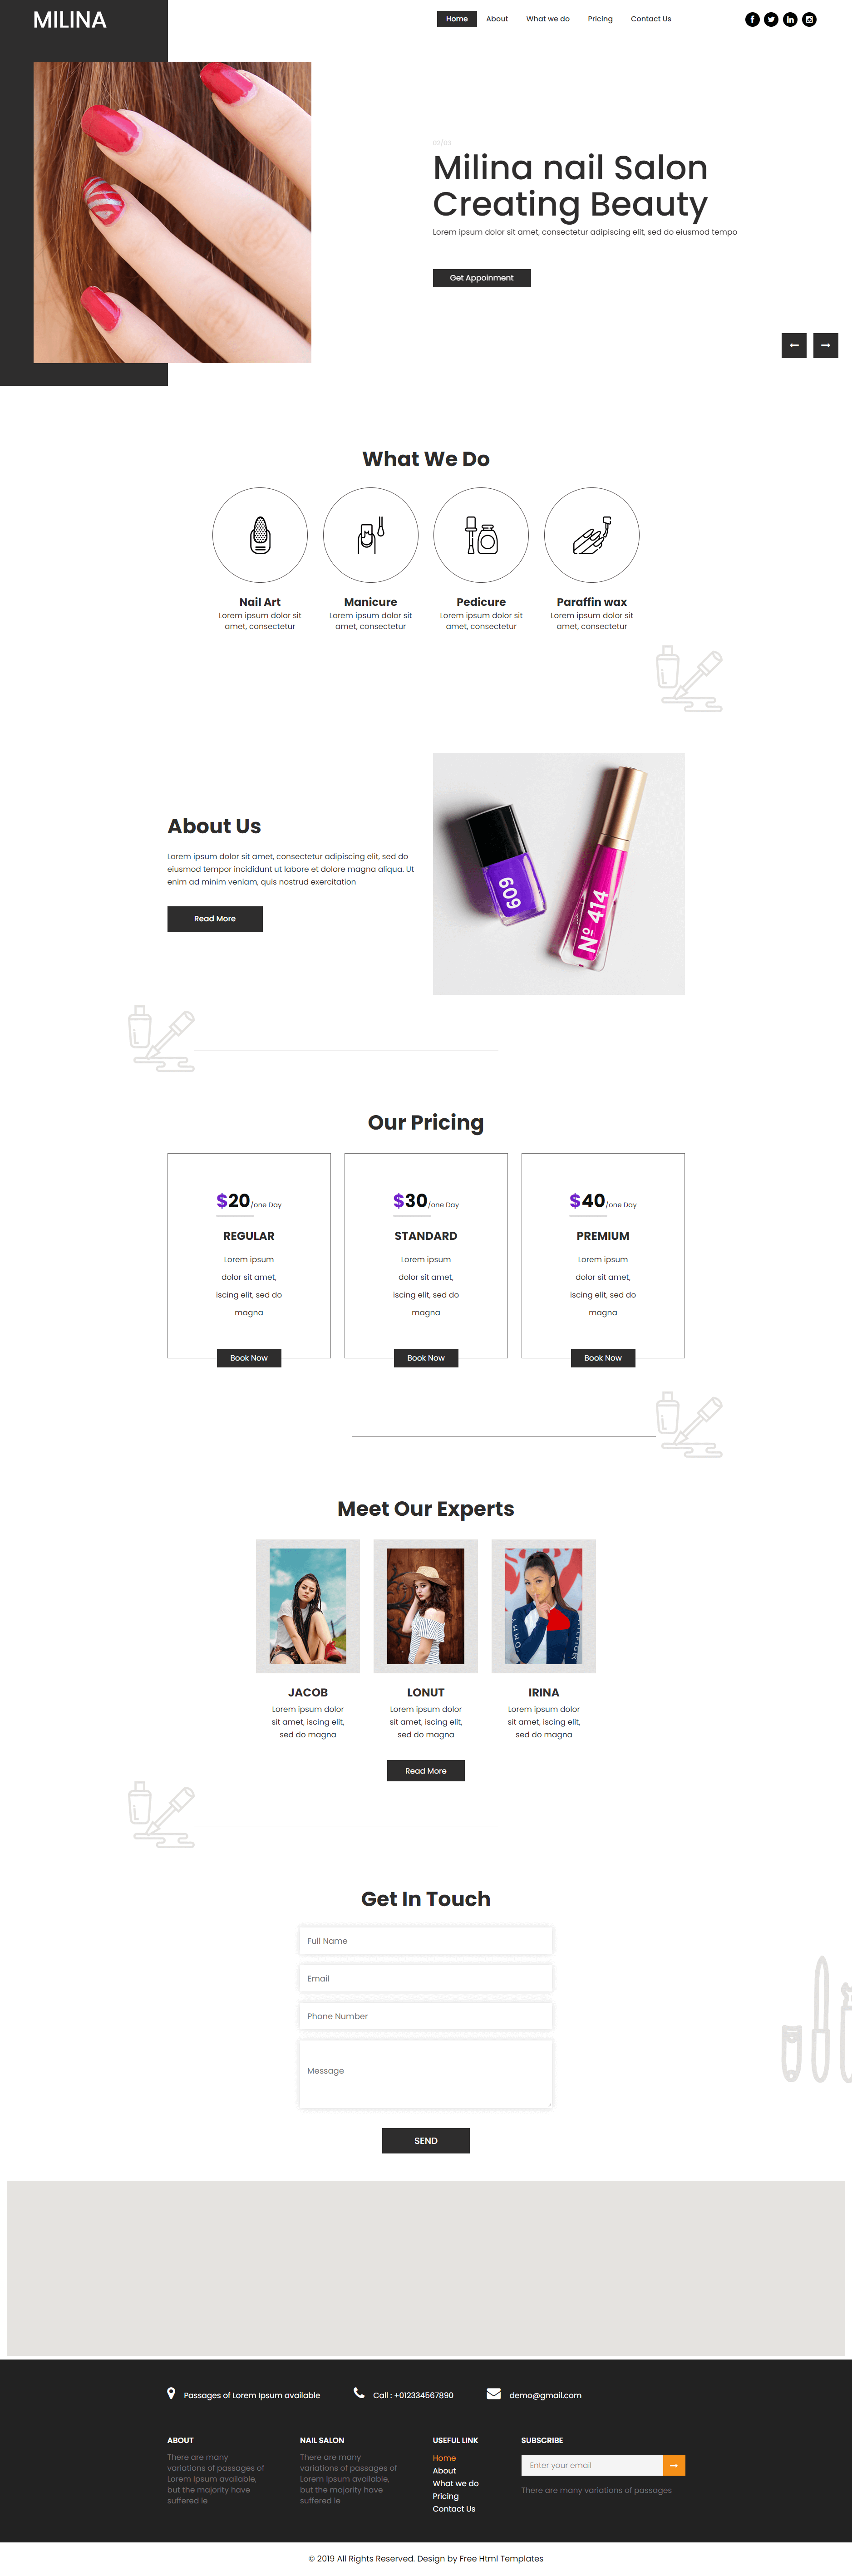 MILINA
Home
About
What we do
Pricing
Contact Us
02/03
Milina nail Salon
Creating Beauty
Lorem ipsum dolor sit amet, consectetur adipiscing elit, sed do eiusmod tempo
Get Appoinment
What We Do
Nail Art
Lorem ipsum dolor sit
amet, consectetur
Manicure
Lorem ipsum dolor sit
amet, consectetur
Pedicure
Lorem ipsum dolor sit
amet, consectetur
Paraffin wax
Lorem ipsum dolor sit
amet, consectetur
About Us
Lorem ipsum dolor sit amet, consectetur adipiscing elit, sed do
eiusmod tempor incididunt ut labore et dolore magna aliqua. Ut
enim ad minim veniam, quis nostrud exercitation
Read More
609
Nº 414
Our Pricing
$20/one Day
REGULAR
Lorem ipsum
dolor sit amet,
iscing elit, sed do
magna
Book Now
$30/one Day
STANDARD
Lorem ipsum
dolor sit amet,
iscing elit, sed do
magna
Book Now
$40/one Day
PREMIUM
Lorem ipsum
dolor sit amet,
iscing elit, sed do
magna
Book Now
Meet Our Experts
JACOB
Lorem ipsum dolor
sit amet, iscing elit,
sed do magna
LONUT
Lorem ipsum dolor
sit amet, iscing elit,
sed do magna
IRINA
Lorem ipsum dolor
sit amet, iscing elit,
sed do magna
Read More
Get In Touch
Full Name
Email
Phone Number
Message
SEND
Passages of Lorem Ipsum available
Call : +012334567890
demo@gmail.com
ABOUT
There are many
variations of passages of
Lorem Ipsum available,
but the majority have
suffered le
NAIL SALON
There are many
variations of passages of
Lorem Ipsum available,
but the majority have
suffered le
USEFUL LINK
Home
About
What we do
Pricing
Contact Us
SUBSCRIBE
Enter your email
There are many variations of passages
© 2019 All Rights Reserved. Design by Free Html Templates